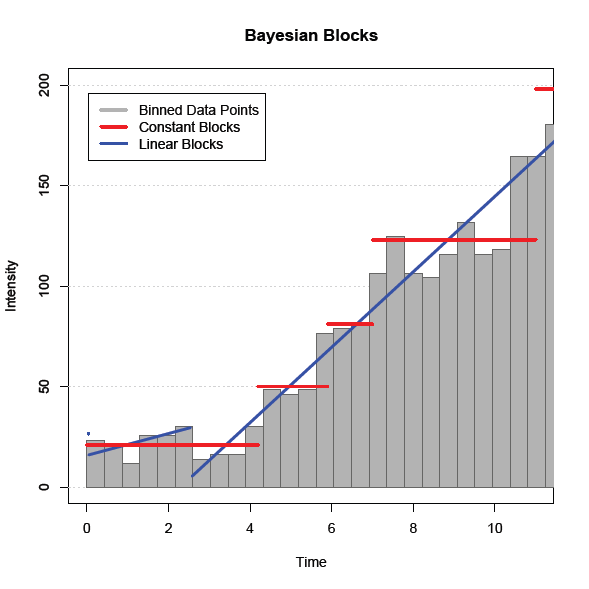 Bayesian Blocks
Binned Data Points
Constant Blocks
Linear Blocks
Intensity
200
150
100
50
0
0 2 4 6 8 10
Time